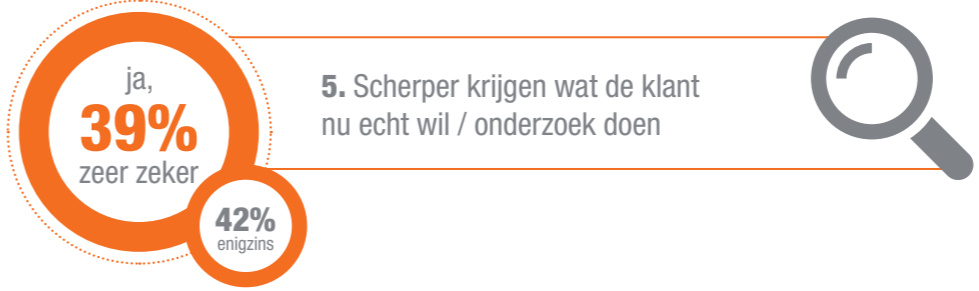 ja,
39%
zeer zeker
42%
enigzins
5. Scherper krijgen wat de klant
nu echt wil / onderzoek doen